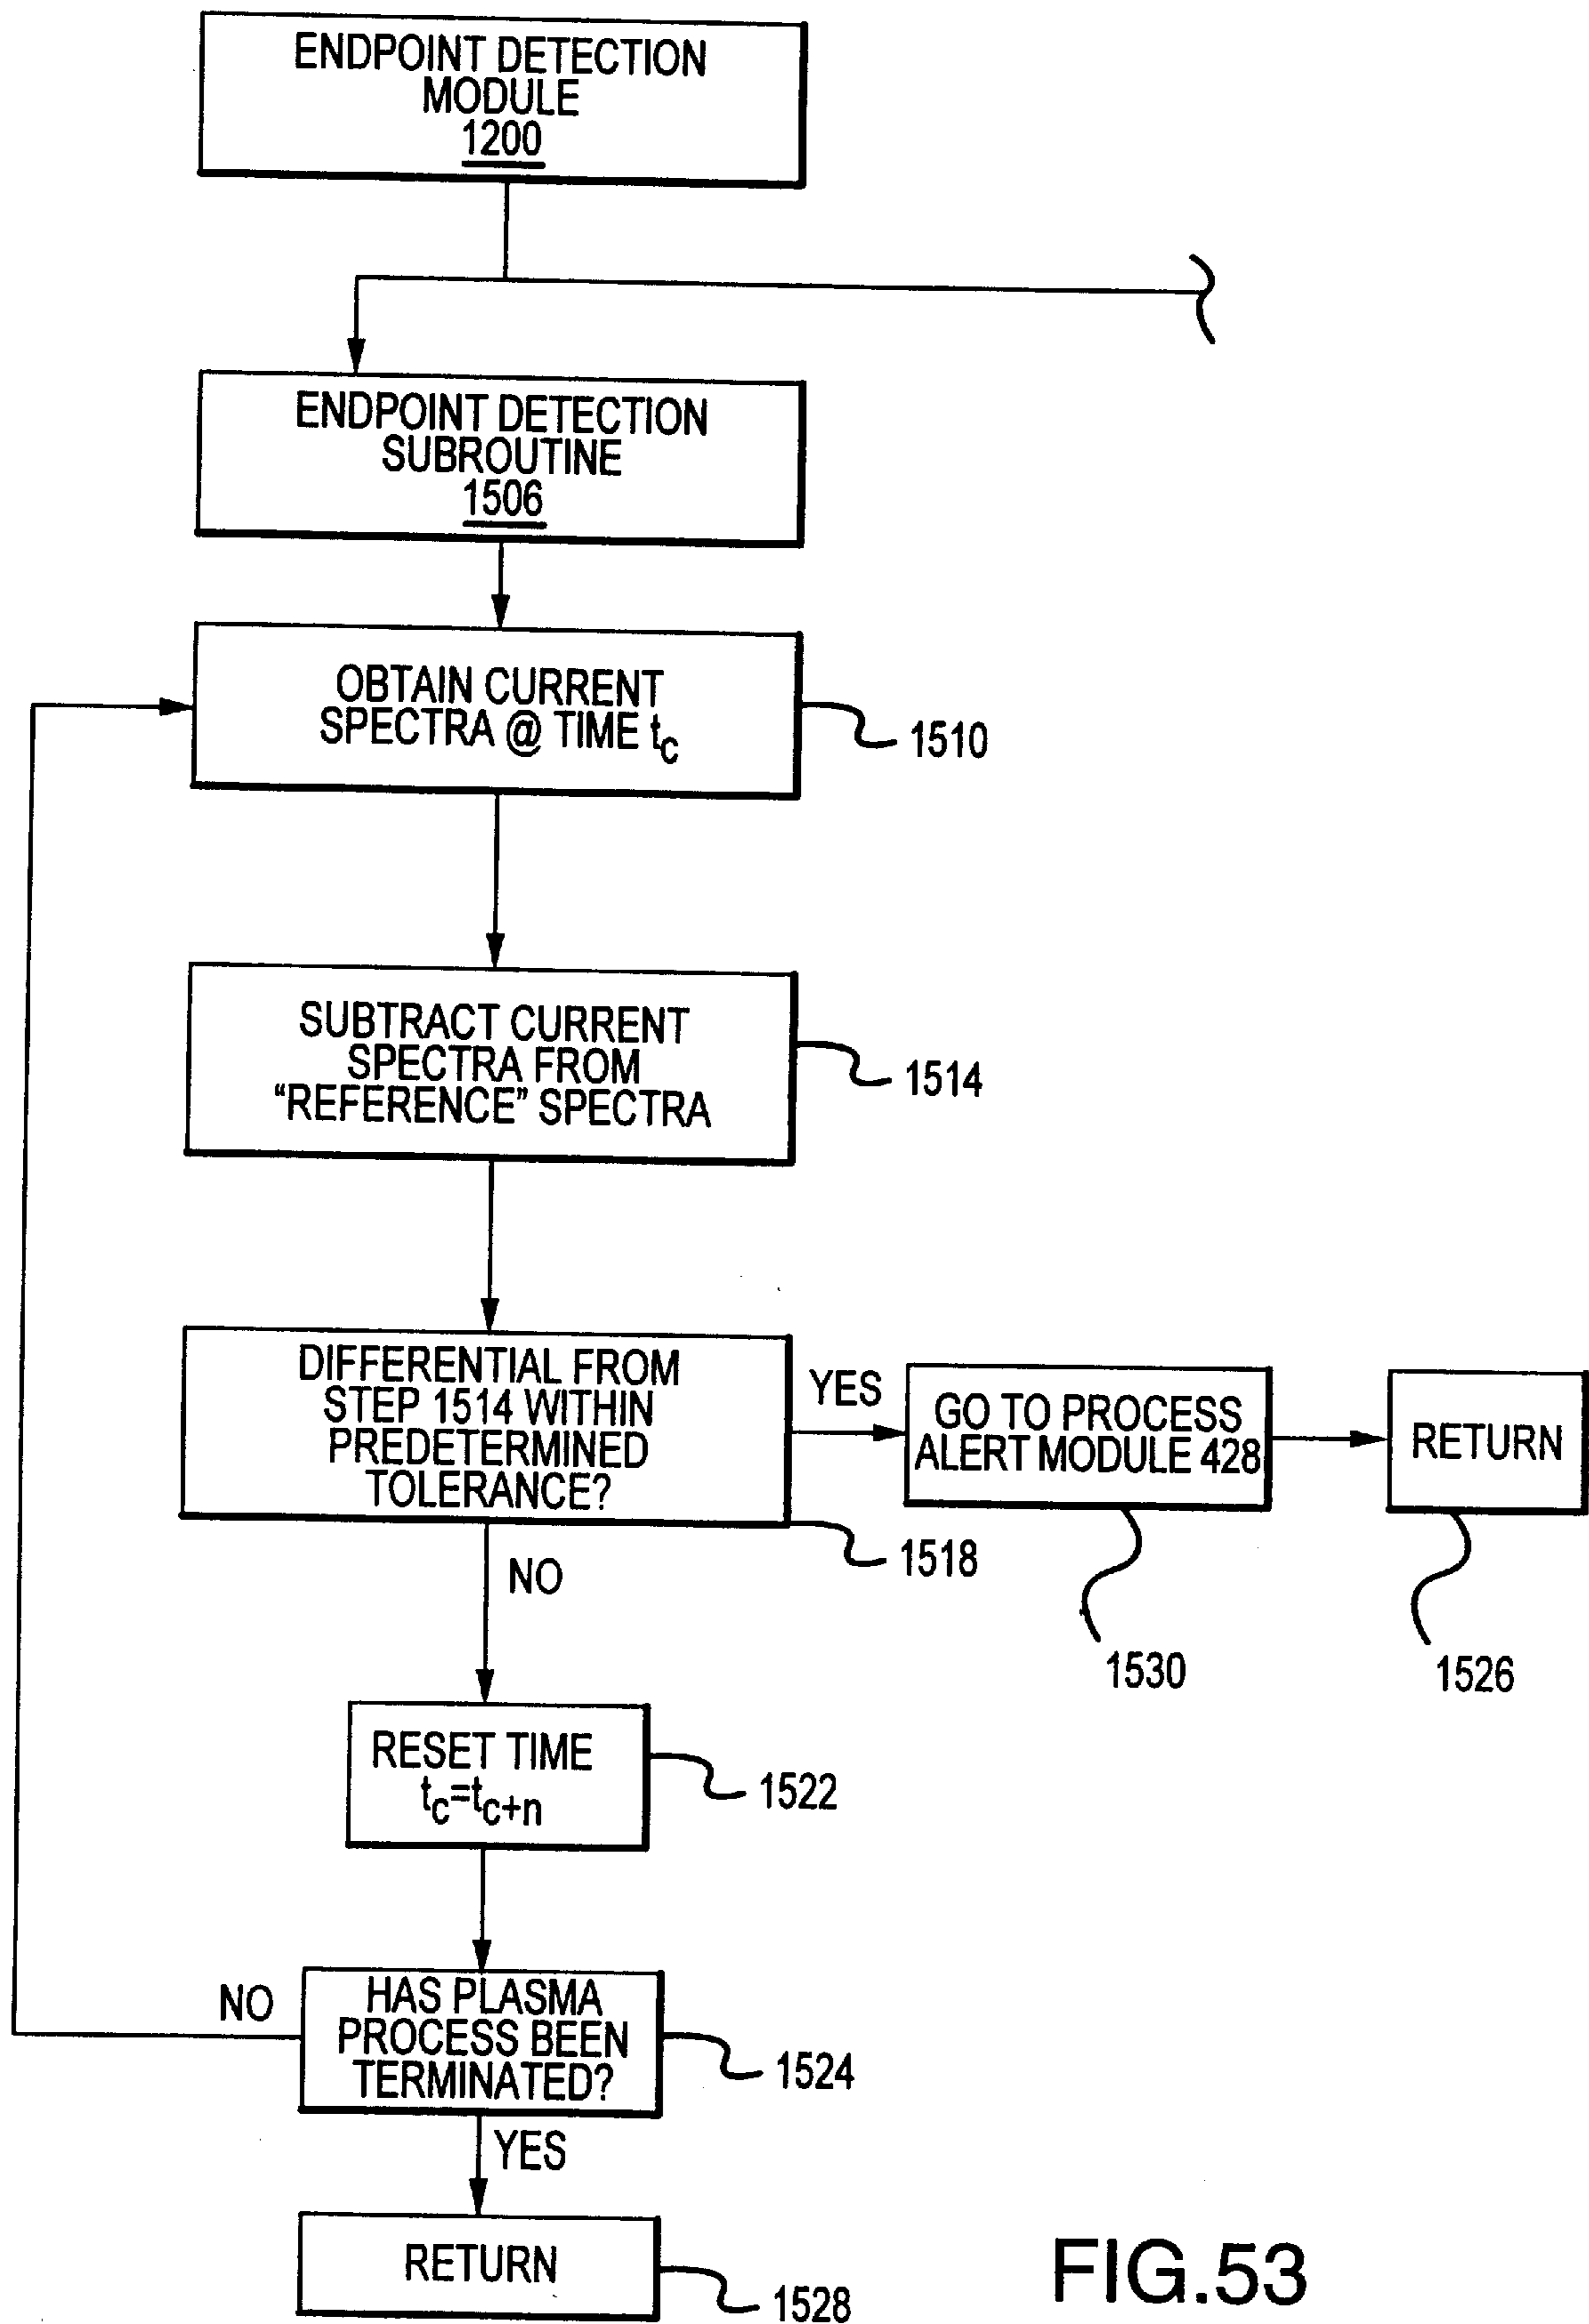 ENDPOINT DETECTION
MODULE
1200
ENDPOINT DETECTION
SUBROUTINE
1506
OBTAIN CURRENT
SPECTRA @ TIME tc
1510
SUBTRACT CURRENT
SPECTRA FROM
“REFERENCE” SPECTRA
1514
DIFFERENTIAL FROM
STEP 1514 WITHIN
PREDETERMINED
TOLERANCE?
1518
YES
GO TO PROCESS
ALERT MODULE 428
1530
RETURN
1526
NO
RESET TIME
tc=tc+n
1522
HAS PLASMA
PROCESS BEEN
TERMINATED?
1524
NO
YES
RETURN
1528
FIG.53